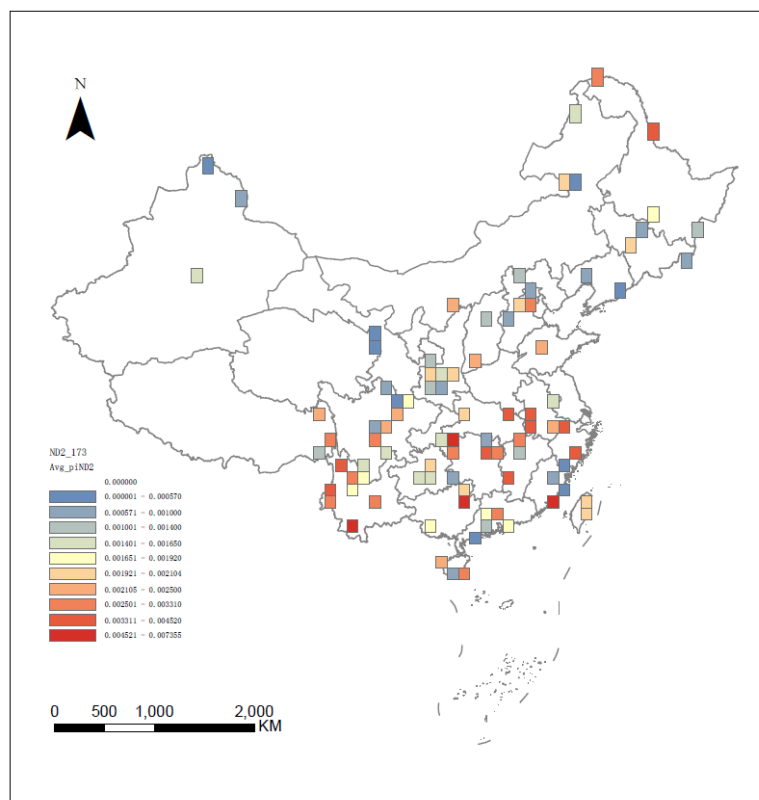 N
ND2_173
Avg_piND2
0.000000
0.000001 - 0.000570
0.000571 - 0.001000
0.001001 - 0.001400
0.001401 - 0.001650
0.001651 - 0.001920
0.001921 - 0.002104
0.002105 - 0.002500
0.002501 - 0.003310
0.003311 - 0.004520
0.004521 - 0.007355
0 500 1,000 2,000
KM